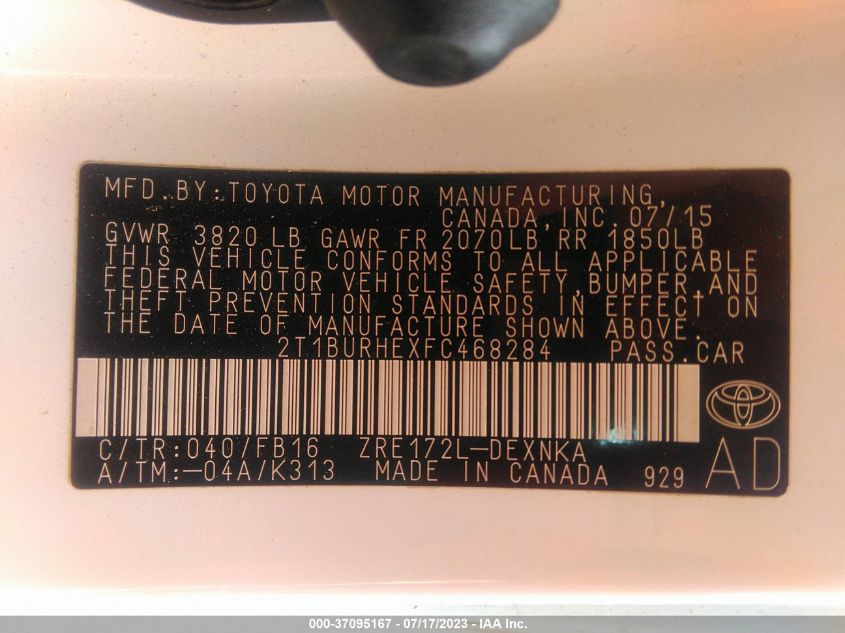 MFD.BY:TOYOTA MOTOR MANUFACTURING,
CANADA,INC. 07/15
GVWR 3820 LB GAWR FR 2070LB RR 1850LB
THIS VEHICLE CONFORMS TO ALL APPLICABLE
FEDERAL MOTOR VEHICLE SAFETY,BUMPER,AND
THEFT PREVENTION STANDARDS IN EFFECT ON
THE DATE OF MANUFACTURE SHOWN ABOVE.
2T1BURHEXFC468284 PASS.CAR
C/TR:040/FB16 ZRE172L-DEXNKA
A/TM:-04A/K313 MADE IN CANADA 929 AD
000-37095167 - 07/17/2023 - IAA Inc.